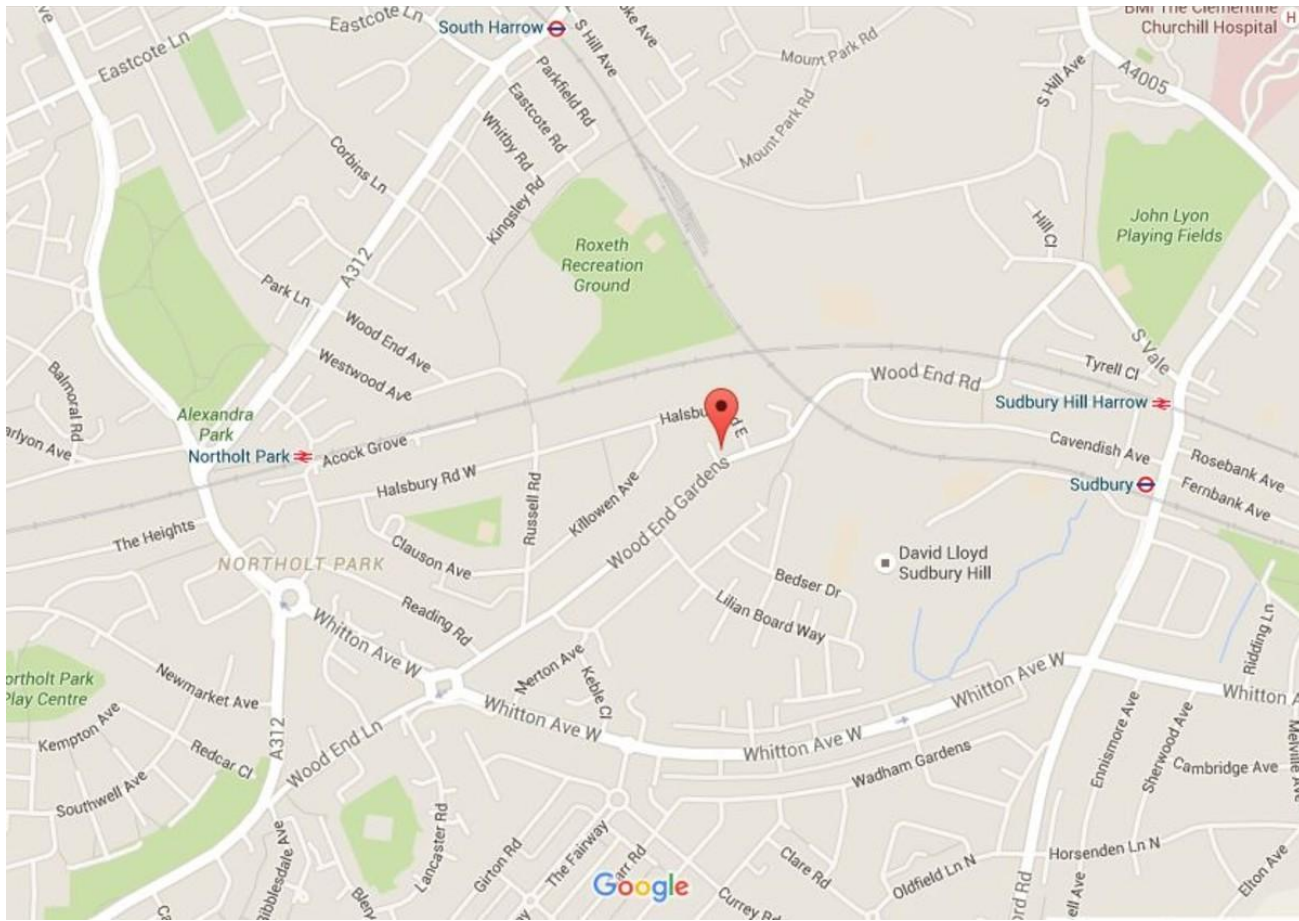 Eastcote Ln
South Harrow
S Hill Ave
Mount Park Rd
BMI The Clementine
Churchill Hospital
H
Eastcote Ln
Parkfield Rd
Eastcote Rd
Whitby Rd
Kingsley Rd
Corbins Ln
Mount Park Rd
S Hill Ave
A4005
A312
Roxeth
Recreation
Ground
Hill Cl
John Lyon
Playing Fields
Park Ln
Wood End Ave
Westwood Ave
Balmoral Rd
S Vale
Tyrell Cl
Wood End Rd
Sudbury Hill Harrow
Alexandra
Park
Northolt Park
Acock Grove
Halsbury Rd W
Cavendish Ave
Rosebank Ave
Sudbury
Fernbank Ave
Wood End Gardens
Killowen Ave
Russell Rd
The Heights
NORTHOLT PARK
Clauson Ave
David Lloyd
Sudbury Hill
Bedser Dr
Lilian Board Way
Reading Rd
Whitton Ave W
Merton Ave
Keble Cl
Ridding Ln
Newmarket Ave
Play Centre
Kempton Ave
Redcar Cl
Southwell Ave
A312
Wood End Ln
Whitton Ave W
Whitton Ave W
Whitton Ave W
Whitton A
Wadham Gardens
Ennismore Ave
Sherwood Ave
Cambridge Ave
Melville Ave
Lancaster Rd
Girton Rd
The Fairway
Clare Rd
Currey Rd
Oldfield Ln N
Horsenden Ln N
Elton Ave
Google